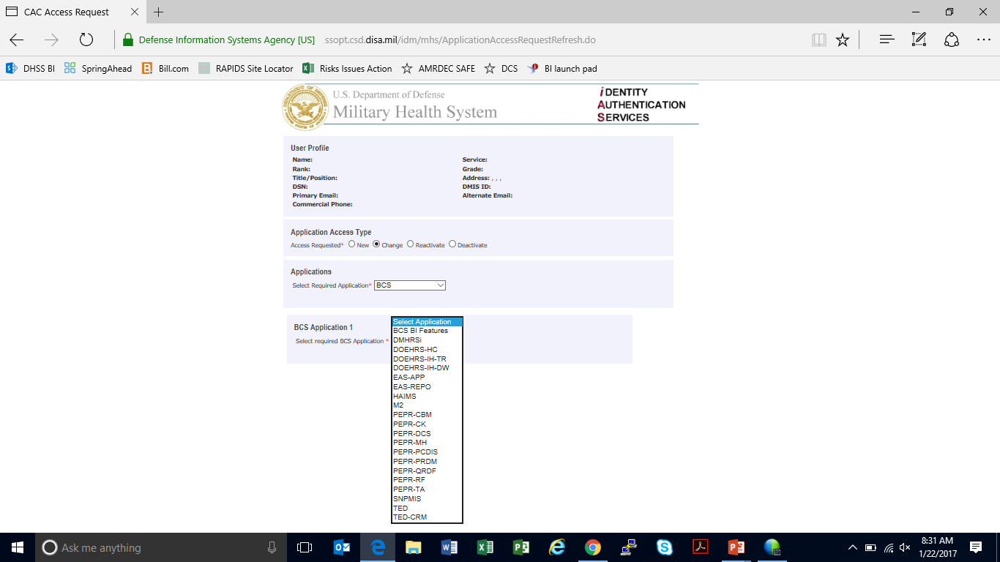 CAC Access Request
Defense Information Systems Agency [US] ssopt.csd.disa.mil/idm/mhs/ApplicationAccessRequestRefresh.do
DHSS BI SpringAhead Bill.com RAPIDS Site Locator Risks Issues Action AMRDEC SAFE DCS BI launch pad
U.S. Department of Defense
Military Health System
iDENTITY
AUTHENTICATION
SERVICES
User Profile
Name: Service:
Rank: Grade:
Title/Position: Address: , , ,
DSN: DMIS ID:
Primary Email: Alternate Email:
Commercial Phone:
Application Access Type
Access Requested* New Change Reactivate Deactivate
Applications
Select Required Application* BCS
BCS Application 1
Select required BCS Application *
Select Application
BCS BI Features
DMHRSi
DOEHRS-HC
DOEHRS-IH-TR
DOEHRS-IH-DW
EAS-APP
EAS-REPO
HAIMS
M2
PEPR-CBM
PEPR-CK
PEPR-DCS
PEPR-MH
PEPR-PCDIS
PEPR-PRDM
PEPR-QRDF
PEPR-RF
PEPR-TA
SNPMIS
TED
TED-CRM
Ask me anything
8:31 AM
1/22/2017